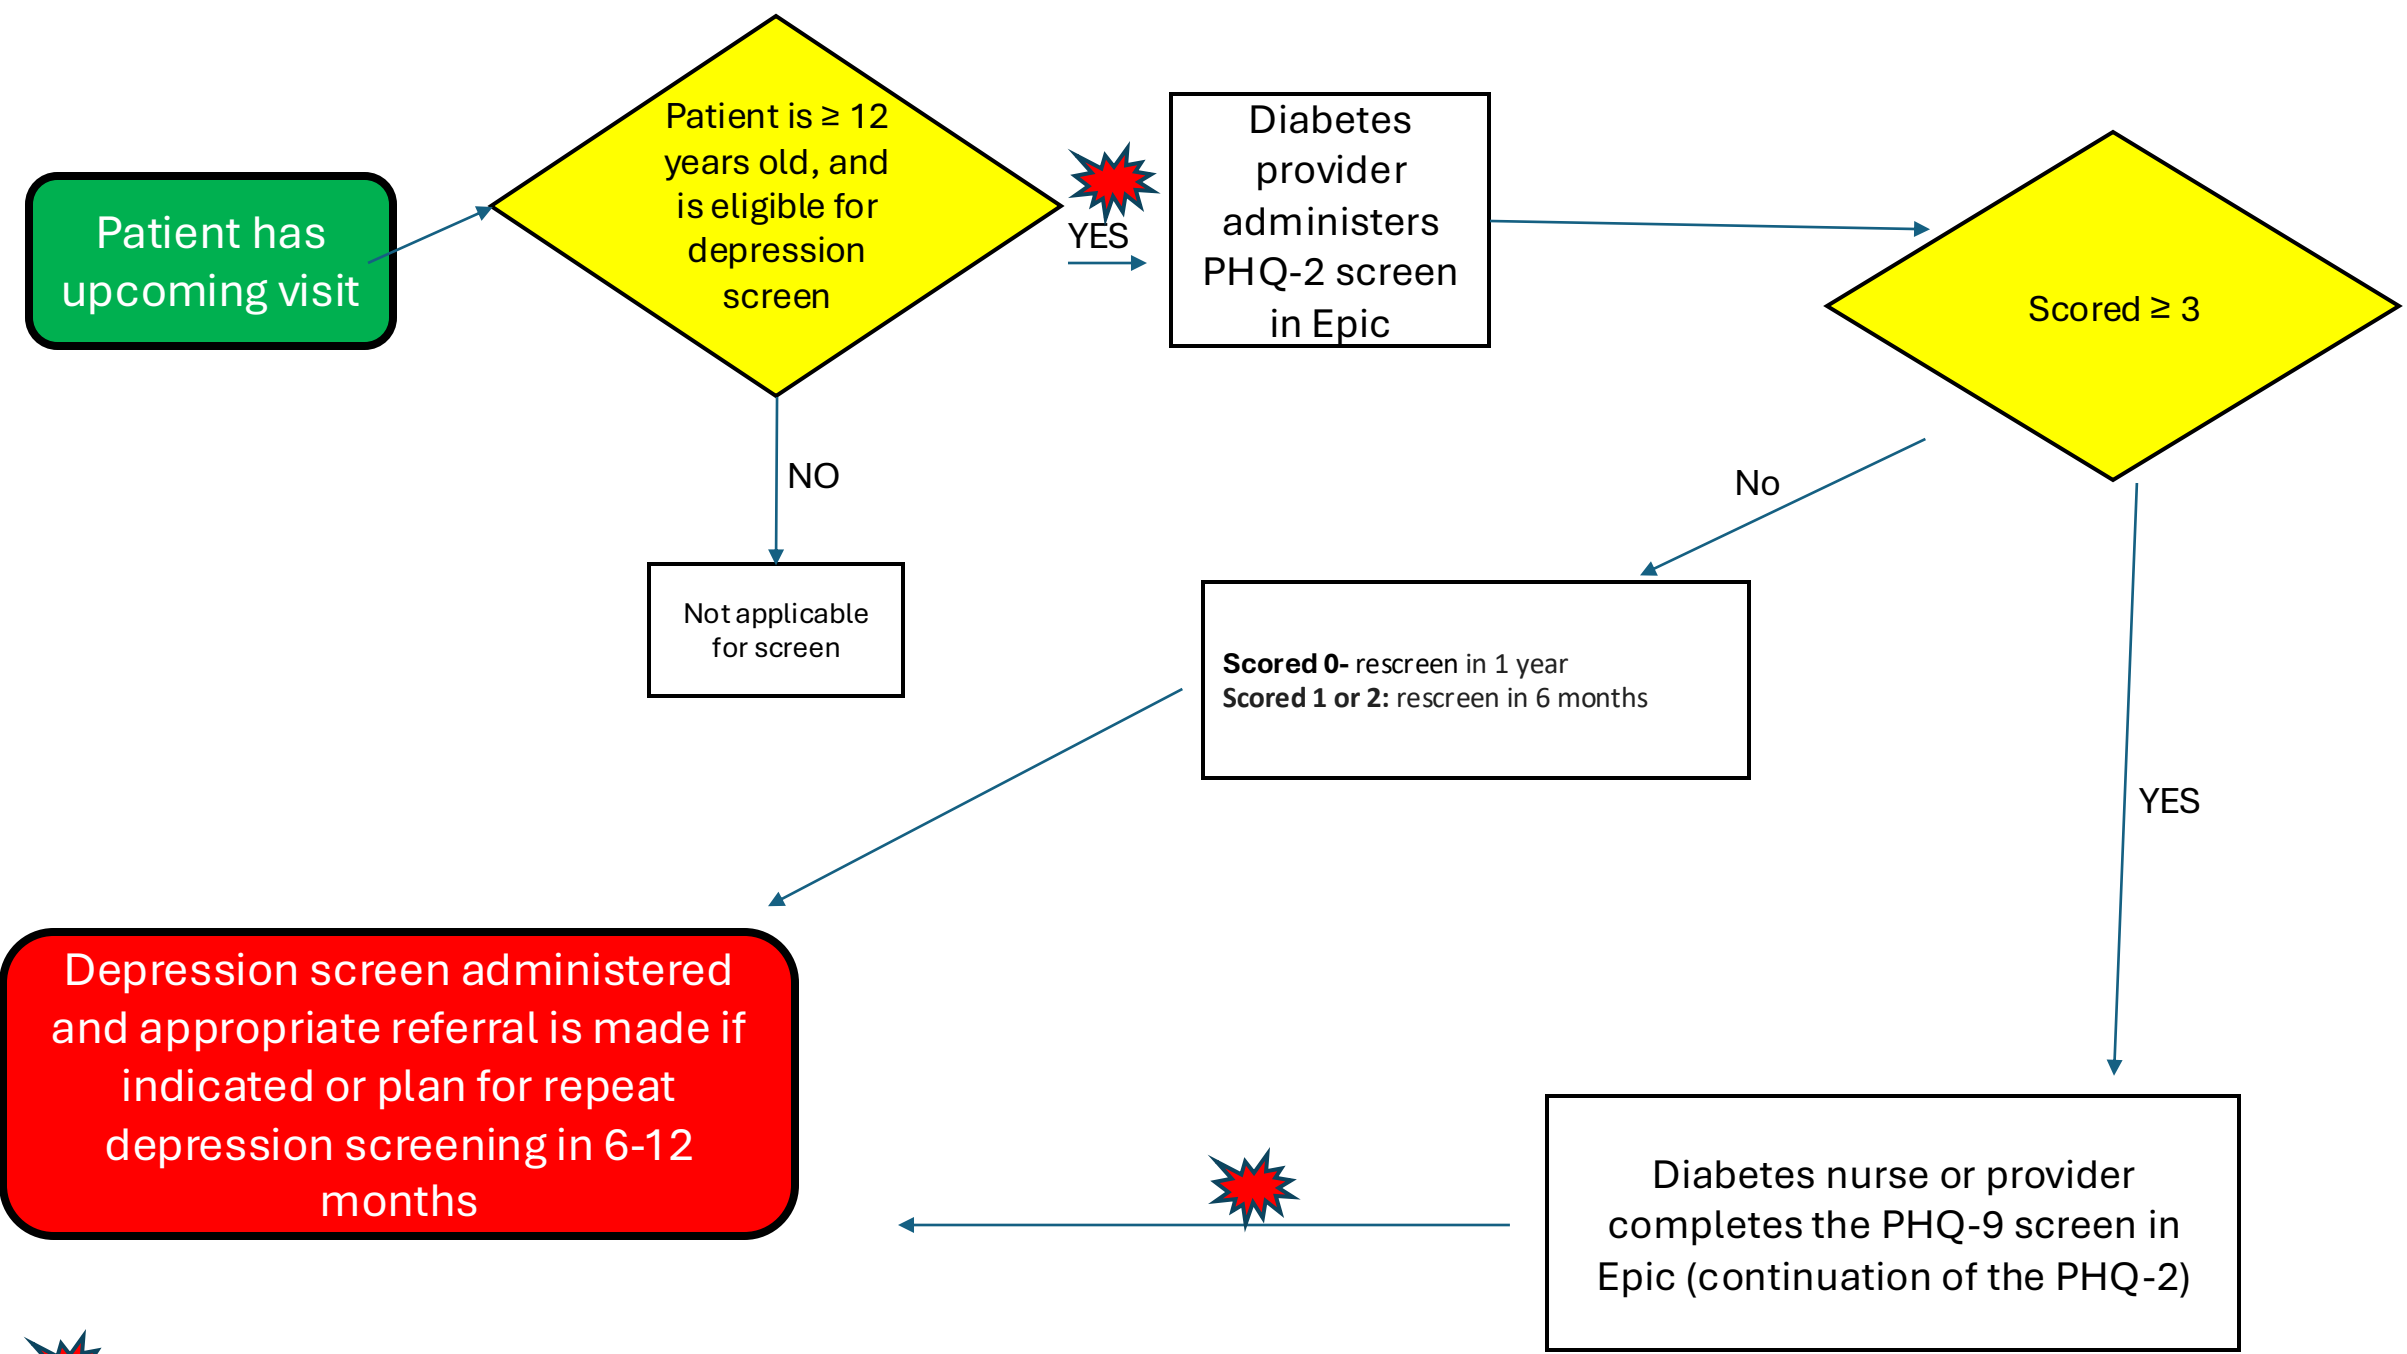 Patient has
upcoming visit
Patient is ≥ 12
years old, and
is eligible for
depression
screen
YES
Diabetes
provider
administers
PHQ-2 screen
in Epic
Scored ≥ 3
NO
Not applicable
for screen
No
Scored 0- rescreen in 1 year
Scored 1 or 2: rescreen in 6 months
YES
Depression screen administered
and appropriate referral is made if
indicated or plan for repeat
depression screening in 6-12
months
Diabetes nurse or provider
completes the PHQ-9 screen in
Epic (continuation of the PHQ-2)